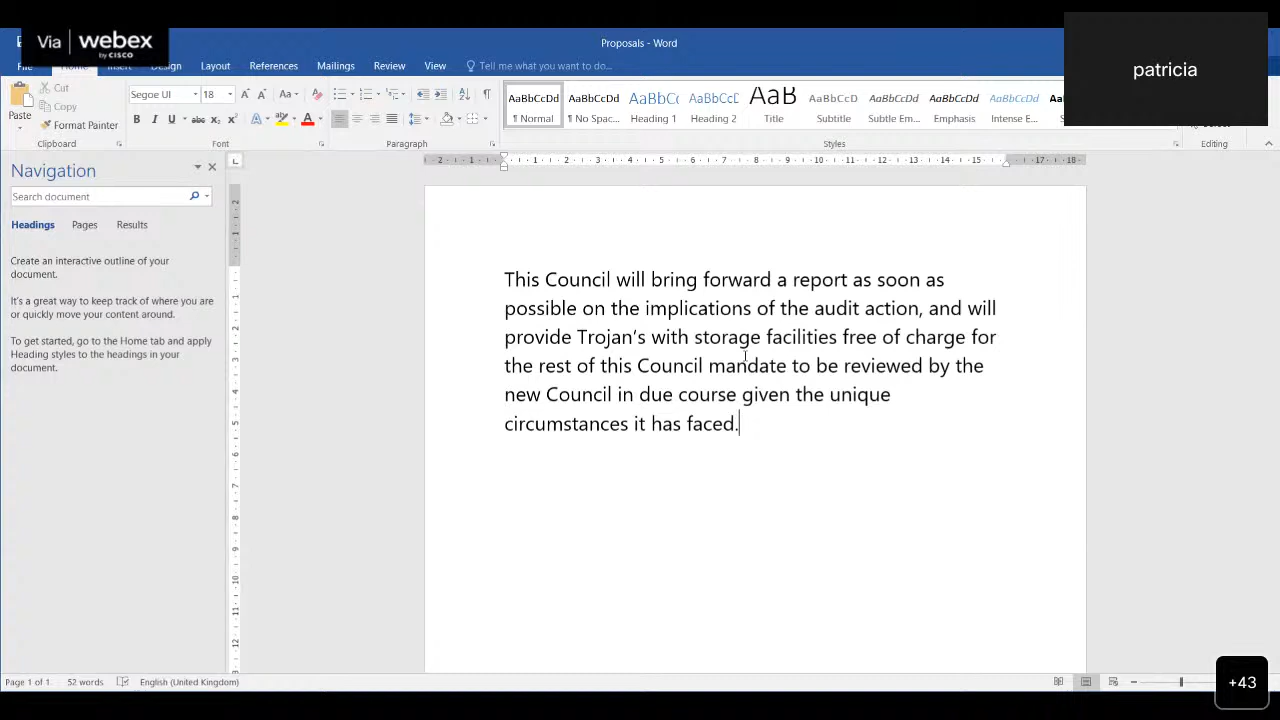 Via webex
by CISCO
Proposals - Word
patricia
File Home Insert Design Layout References Mailings Review View Tell me what you want to do...
Cut
Copy
Format Painter
Paste
Segoe UI 18
AaBbCcDd AaBbCcDd AaBbC( AaBbCcD AaB AaBbCcD AaBbCcDd AaBbCcDd AaBbCcDd
¶ Normal ¶ No Spac... Heading 1 Heading 2 Title Subtitle Subtle Em... Emphasis Intense E...
Clipboard Font Paragraph Styles Editing
Navigation
Search document
Headings Pages Results
Create an interactive outline of your
document.
It's a great way to keep track of where you are
or quickly move your content around.
To get started, go to the Home tab and apply
Heading styles to the headings in your
document.
This Council will bring forward a report as soon as
possible on the implications of the audit action, and will
provide Trojan's with storage facilities free of charge for
the rest of this Council mandate to be reviewed by the
new Council in due course given the unique
circumstances it has faced.
Page 1 of 1 52 words English (United Kingdom)
+43